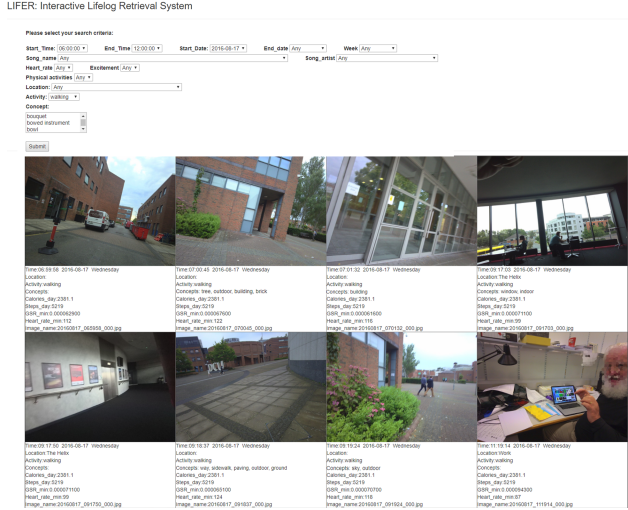 LIFER: Interactive Lifelog Retrieval System
Please select your search criteria:
Start_Time: 06:00:00 End_Time 12:00:00 Start_Date: 2016-08-17 End_date Any Week Any
Song_name Any Song_artist Any
Heart_rate Any Excitement Any
Physical activities Any
Location: Any
Activity: walking
Concept:
bouquet
bowed instrument
bowl
Submit
Time:06:59:58 2016-08-17 Wednesday
Location:
Activity:walking
Concepts:
Calories_day:2381.1
Steps_day:5219
GSR_min:0.000062900
Heart_rate_min:112
Image_name:20160817_065958_000.jpg
Time:07:00:45 2016-08-17 Wednesday
Location:
Activity:walking
Concepts: tree, outdoor, building, brick
Calories_day:2381.1
Steps_day:5219
GSR_min:0.000067600
Heart_rate_min:122
Image_name:20160817_070045_000.jpg
Time:07:01:32 2016-08-17 Wednesday
Location:
Activity:walking
Concepts: building
Calories_day:2381.1
Steps_day:5219
GSR_min:0.000061600
Heart_rate_min:116
Image_name:20160817_070132_000.jpg
Time:09:17:03 2016-08-17 Wednesday
Location:The Helix
Activity:walking
Concepts: window, indoor
Calories_day:2381.1
Steps_day:5219
GSR_min:0.000071100
Heart_rate_min:99
Image_name:20160817_091703_000.jpg
Time:09:17:50 2016-08-17 Wednesday
Location:The Helix
Activity:walking
Concepts:
Calories_day:2381.1
Steps_day:5219
GSR_min:0.000071100
Heart_rate_min:99
Image_name:20160817_091750_000.jpg
Time:09:18:37 2016-08-17 Wednesday
Location:
Activity:walking
Concepts: way, sidewalk, paving, outdoor, ground
Calories_day:2381.1
Steps_day:5219
GSR_min:0.000065100
Heart_rate_min:124
Image_name:20160817_091837_000.jpg
Time:09:19:24 2016-08-17 Wednesday
Location:
Activity:walking
Concepts: sky, outdoor
Calories_day:2381.1
Steps_day:5219
GSR_min:0.000070700
Heart_rate_min:118
Image_name:20160817_091924_000.jpg
Time:11:19:14 2016-08-17 Wednesday
Location:Work
Activity:walking
Concepts:
Calories_day:2381.1
Steps_day:5219
GSR_min:0.000094300
Heart_rate_min:87
Image_name:20160817_111914_000.jpg